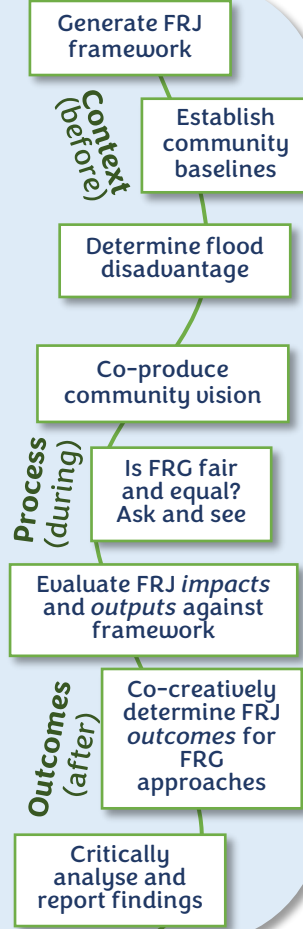 Generate FRJ
framework
Context
(before)
Establish
community
baselines
Determine flood
disadvantage
Co-produce
community vision
Process
(during)
Is FRG fair
and equal?
Ask and see
Evaluate FRJ impacts
and outputs against
framework
Outcomes
(after)
Co-creatively
determine FRJ
outcomes for
FRG
approaches
Critically
analyse and
report findings